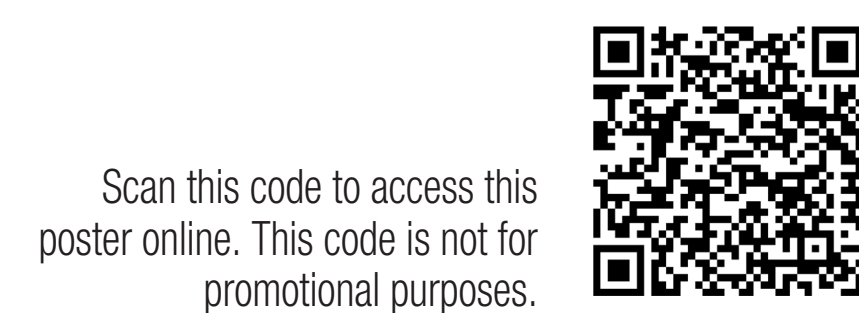 Scan this code to access this
poster online. This code is not for
promotional purposes.